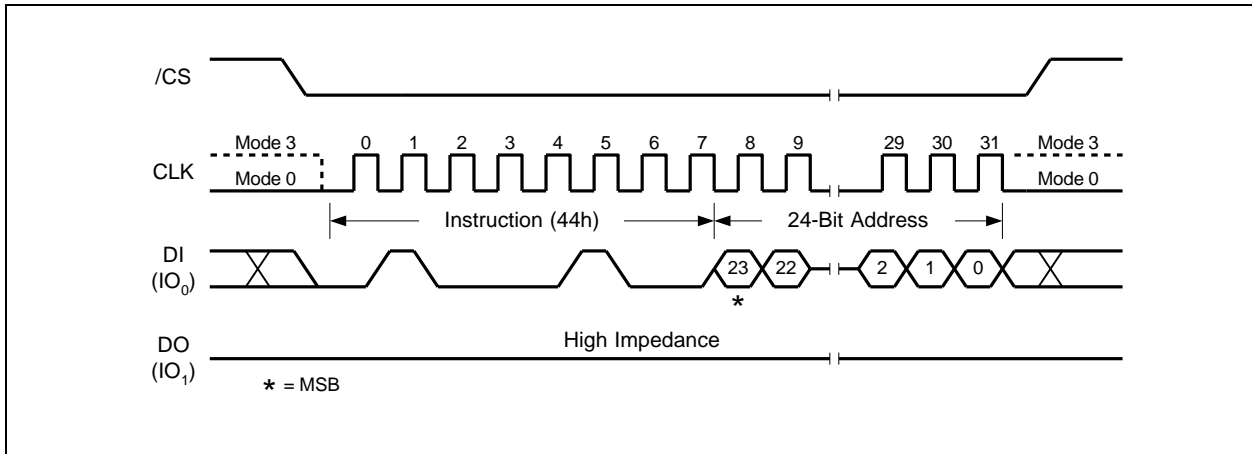 /CS
Mode 3 0 1 2 3 4 5 6 7 8 9 29 30 31 Mode 3
CLK
Mode 0 Mode 0
Instruction (44h) 24-Bit Address
DI
(IO0)
23 22 2 1 0
*
High Impedance
DO
(IO1)
* = MSB